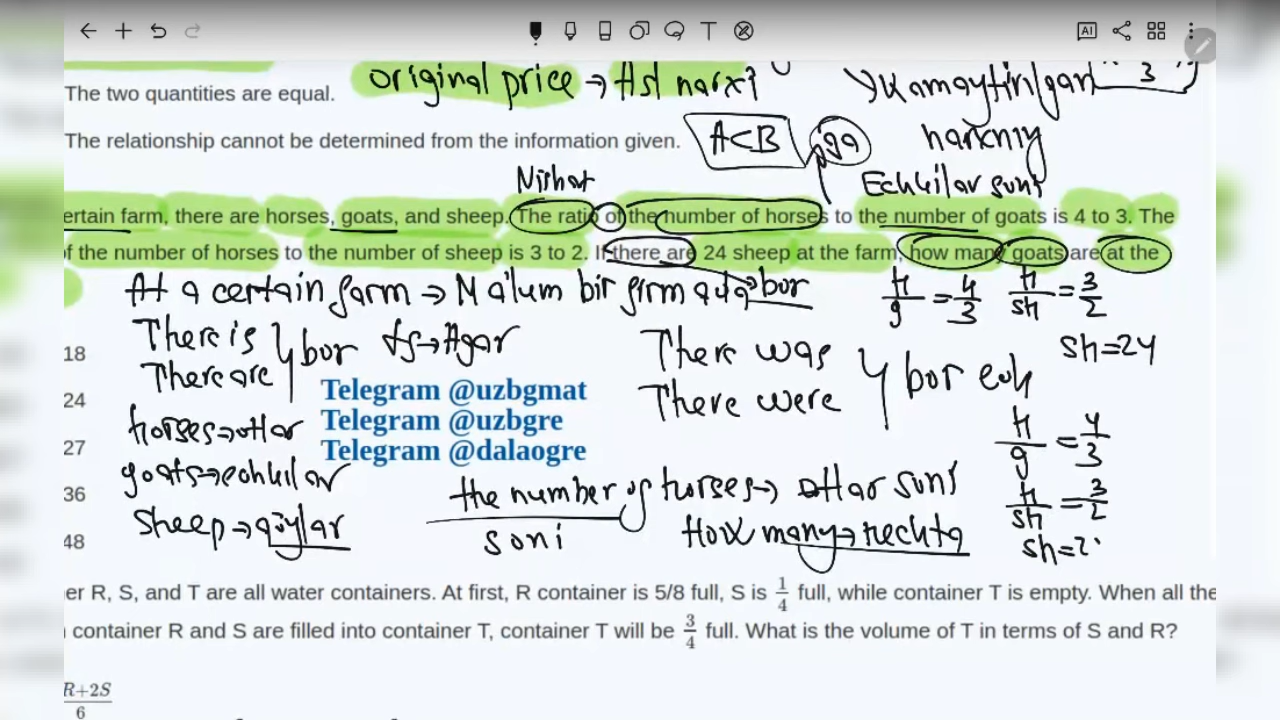 original price → Asl narxi
The two quantities are equal.
3
The relationship cannot be determined from the information given.
A<B
ga
narxning
Nisbat
Echkilar soni
ertain farm, there are horses, goats, and sheep. The ratio of the number of horses to the number of goats is 4 to 3. The
f the number of horses to the number of sheep is 3 to 2. If there are 24 sheep at the farm, how many goats are at the
At a certain farm → Ma'lum bir firmada bor
h/g = 4/3
h/sh = 3/2
There is
There are
bor
If → Agar
There was
There were
bor edi
sh=24
18
24
27
36
48
Telegram @uzbgmat
Telegram @uzbgre
Telegram @dalaogre
horses → otlar
goats → echkilar
sheep → qo'ylar
the number of horses → otlar soni
soni
How many → nechta
h/g = 4/3
h/sh = 3/2
sh=2
er R, S, and T are all water containers. At first, R container is 5/8 full, S is 1/4 full, while container T is empty. When all the
container R and S are filled into container T, container T will be 3/4 full. What is the volume of T in terms of S and R?
R+2S
6